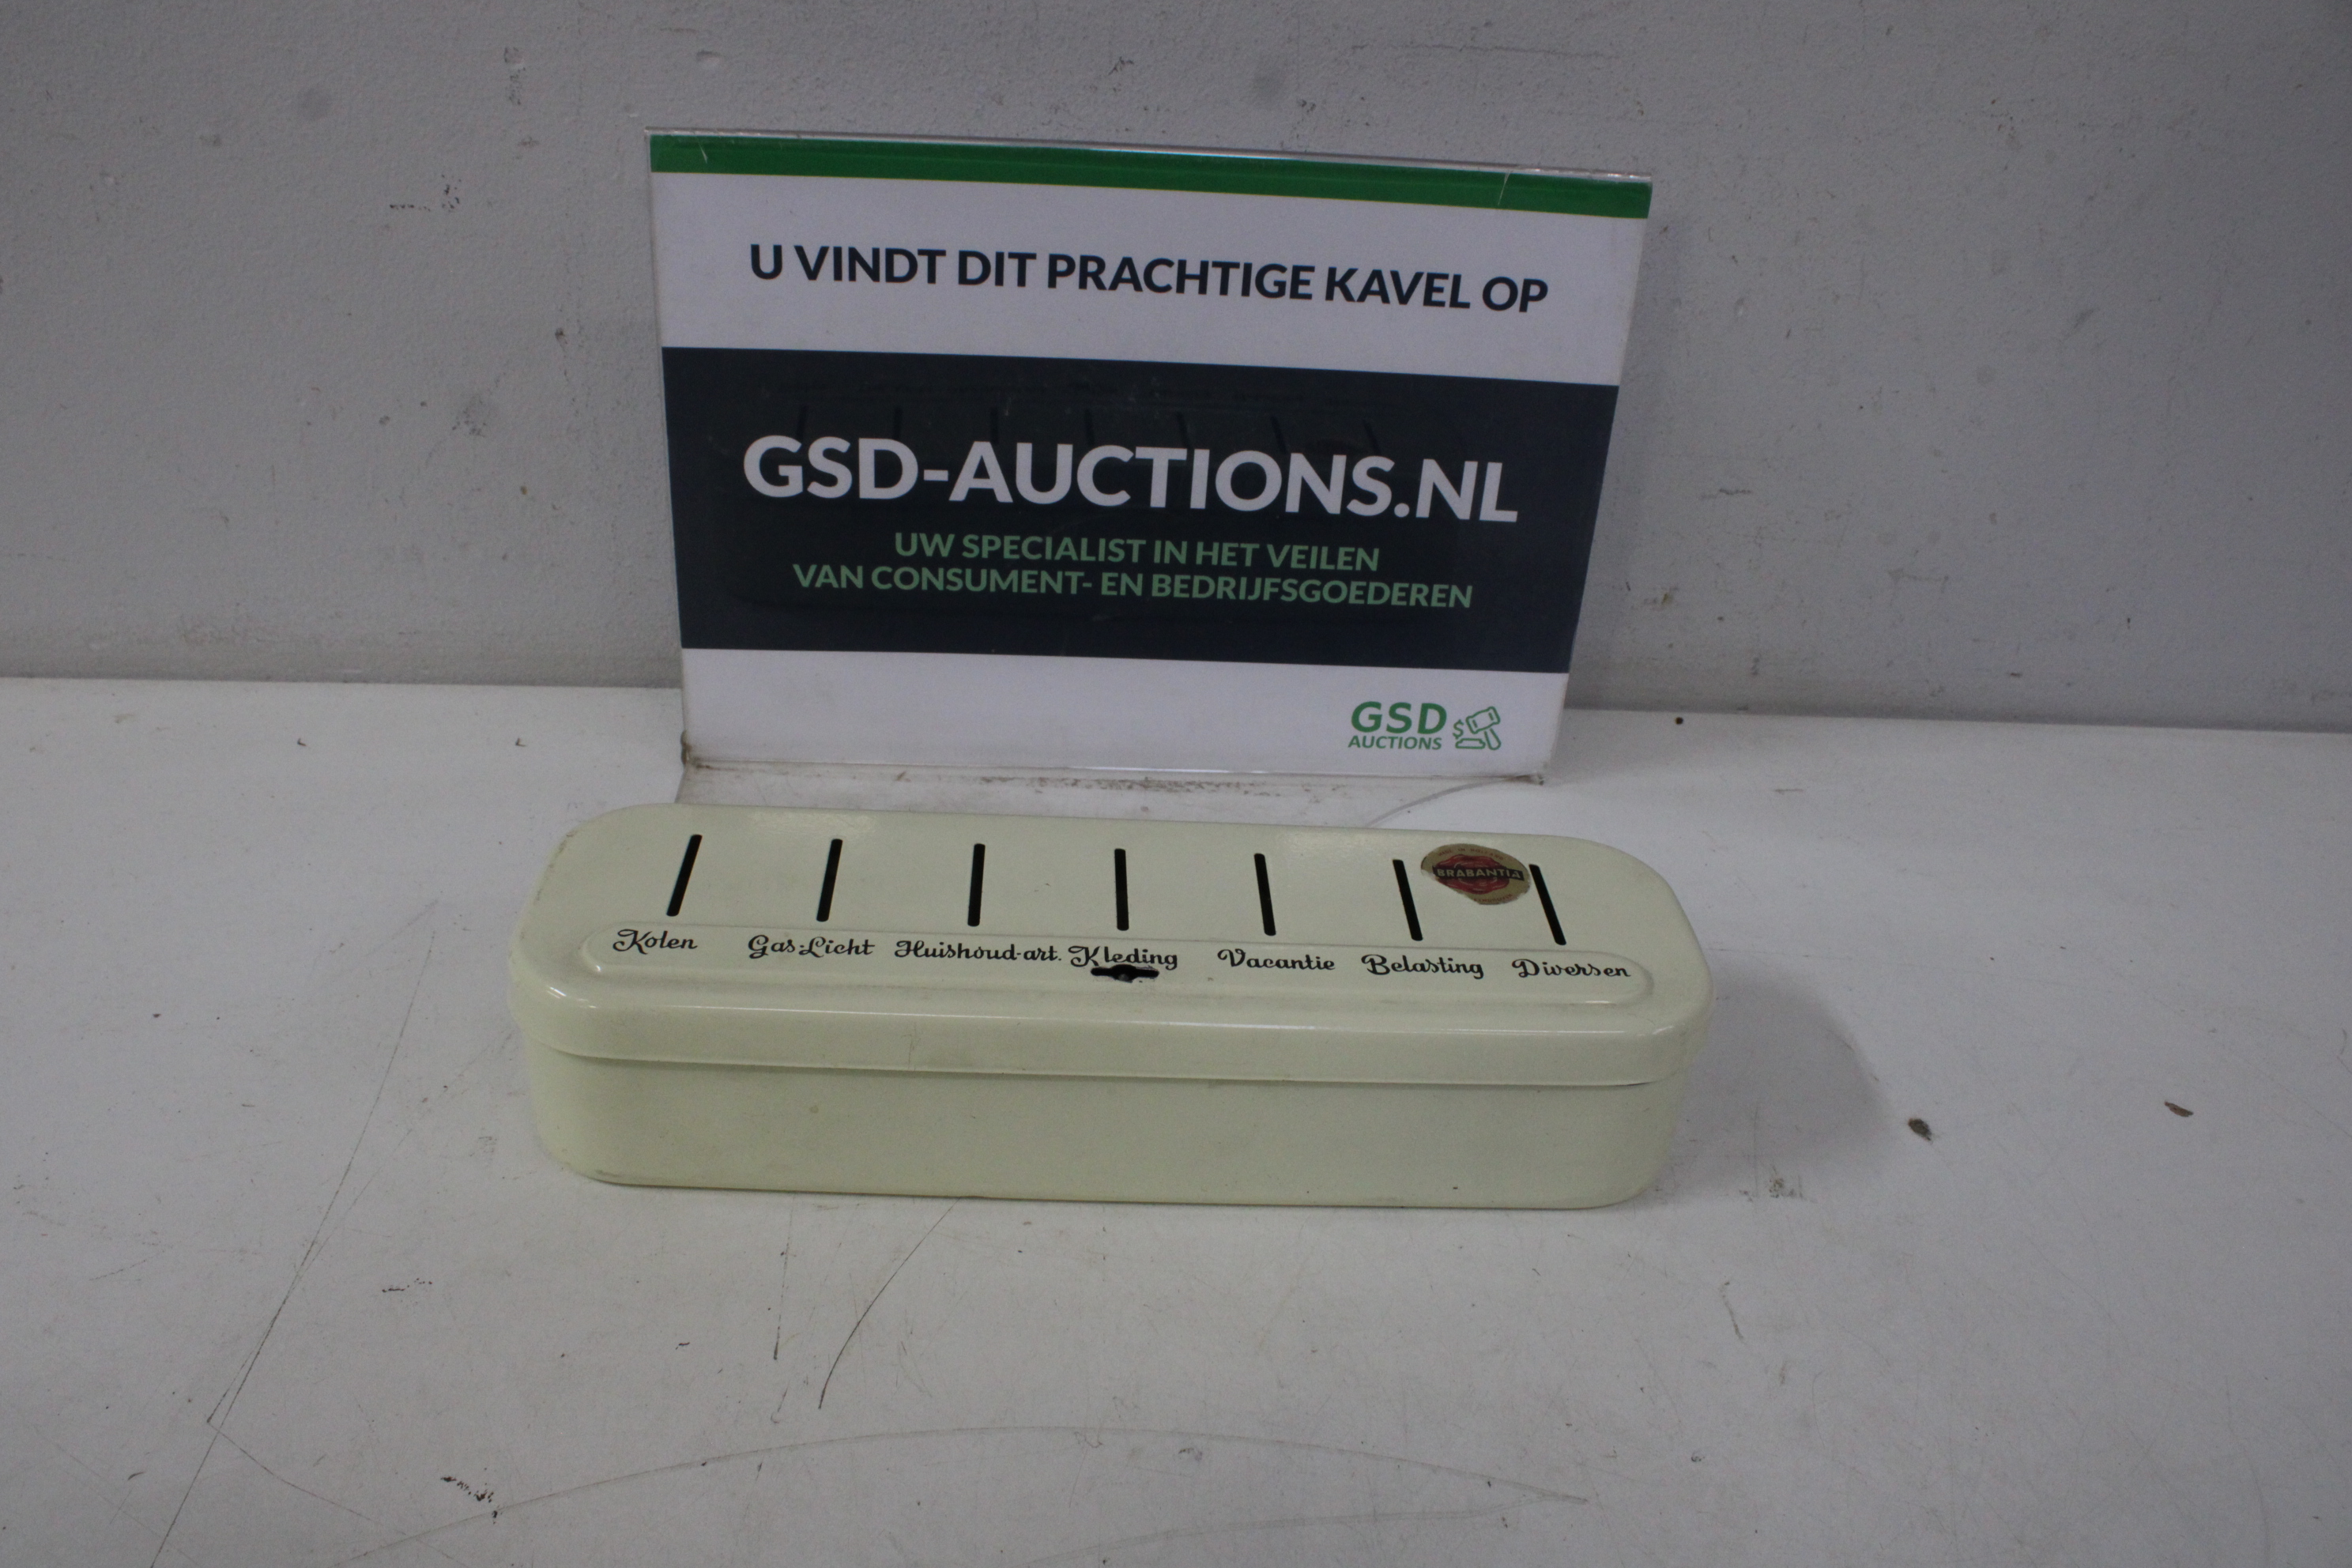 U VINDT DIT PRACHTIGE KAVEL OP
GSD-AUCTIONS.NL
UW SPECIALIST IN HET VEILEN
VAN CONSUMENT- EN BEDRIJFSGOEDEREN
GSD
AUCTIONS
BRABANTIA
Kolen Gas-Licht Huishoud-art. Kleding Vacantie Belasting Diversen